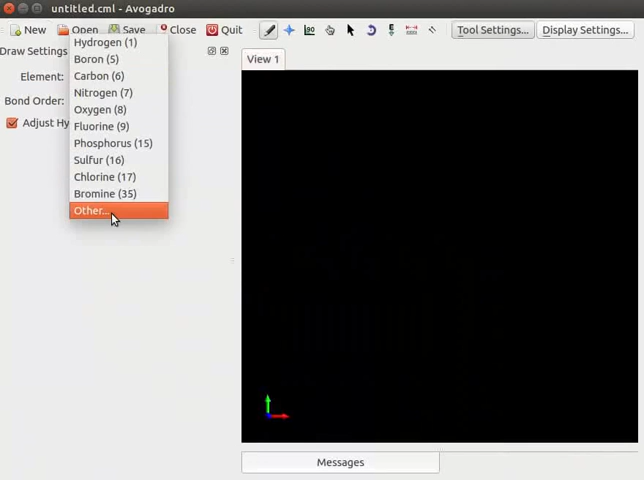 untitled.cml - Avogadro
New Open Save Close Quit Tool Settings... Display Settings...
Draw Settings
View 1
Element:
Bond Order:
Adjust Hy
Hydrogen (1)
Boron (5)
Carbon (6)
Nitrogen (7)
Oxygen (8)
Fluorine (9)
Phosphorus (15)
Sulfur (16)
Chlorine (17)
Bromine (35)
Other...
Messages